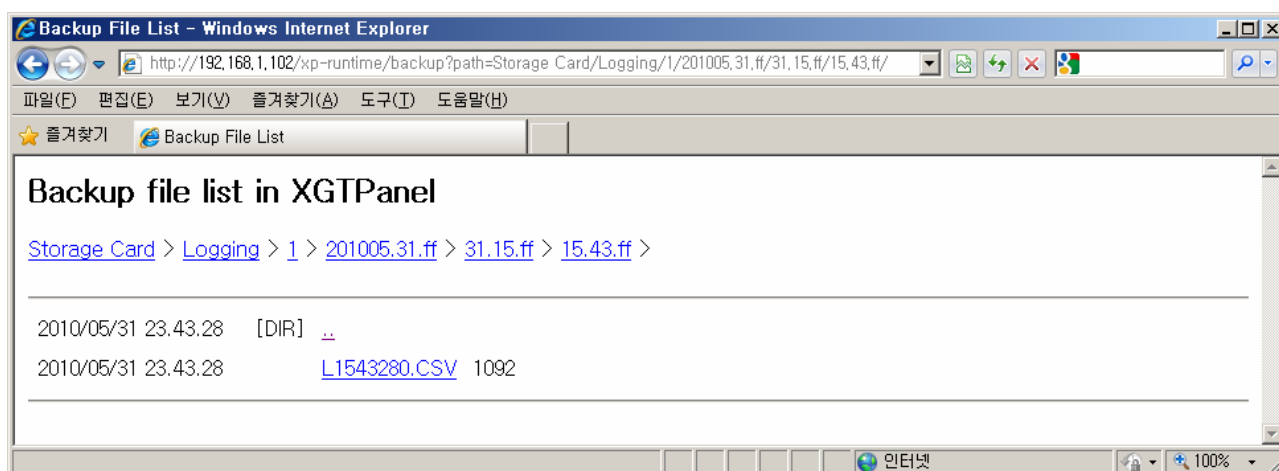 Backup File List - Windows Internet Explorer
http://192,168,1,102/xp-runtime/backup?path=Storage Card/Logging/1/201005,31,ff/31,15,ff/15,43,ff/
파일(F) 편집(E) 보기(V) 즐겨찾기(A) 도구(T) 도움말(H)
즐겨찾기 Backup File List
Backup file list in XGTPanel
Storage Card > Logging > 1 > 201005.31.ff > 31.15.ff > 15.43.ff >
2010/05/31 23.43.28 [DIR] ..
2010/05/31 23.43.28 L1543280.CSV 1092
인터넷 100%